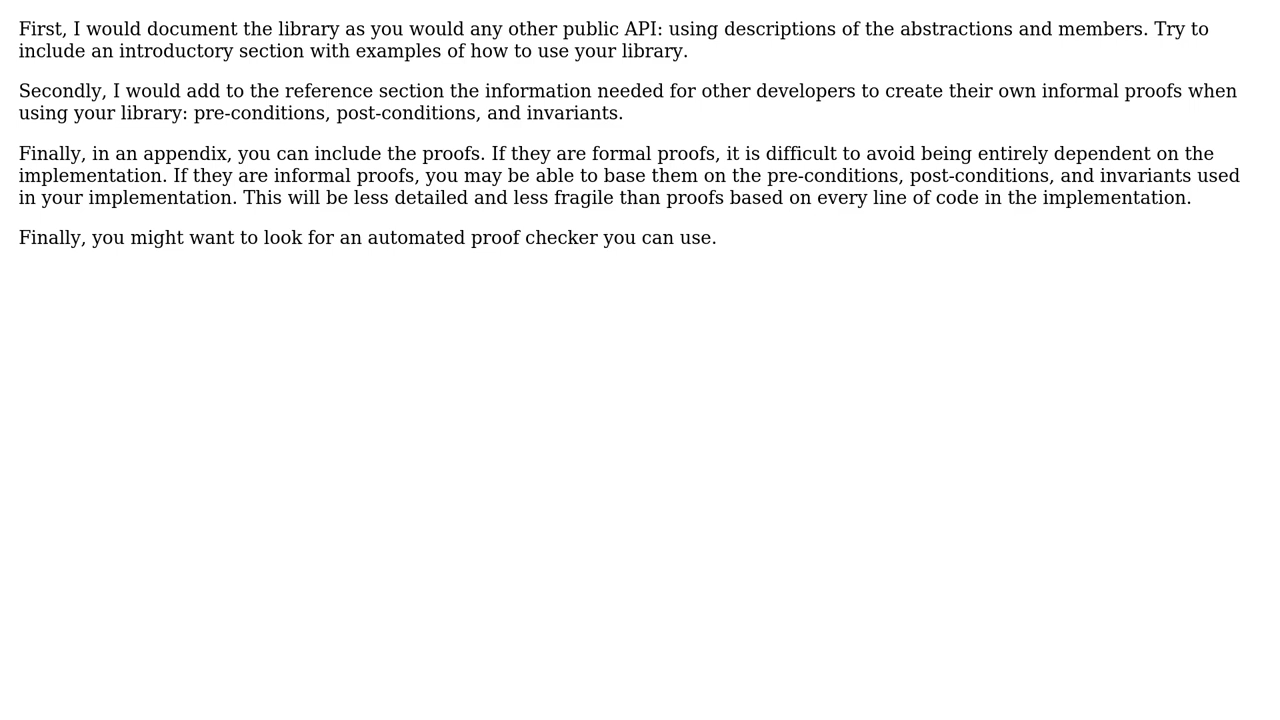 First, I would document the library as you would any other public API: using descriptions of the abstractions and members. Try to
include an introductory section with examples of how to use your library.
Secondly, I would add to the reference section the information needed for other developers to create their own informal proofs when
using your library: pre-conditions, post-conditions, and invariants.
Finally, in an appendix, you can include the proofs. If they are formal proofs, it is difficult to avoid being entirely dependent on the
implementation. If they are informal proofs, you may be able to base them on the pre-conditions, post-conditions, and invariants used
in your implementation. This will be less detailed and less fragile than proofs based on every line of code in the implementation.
Finally, you might want to look for an automated proof checker you can use.